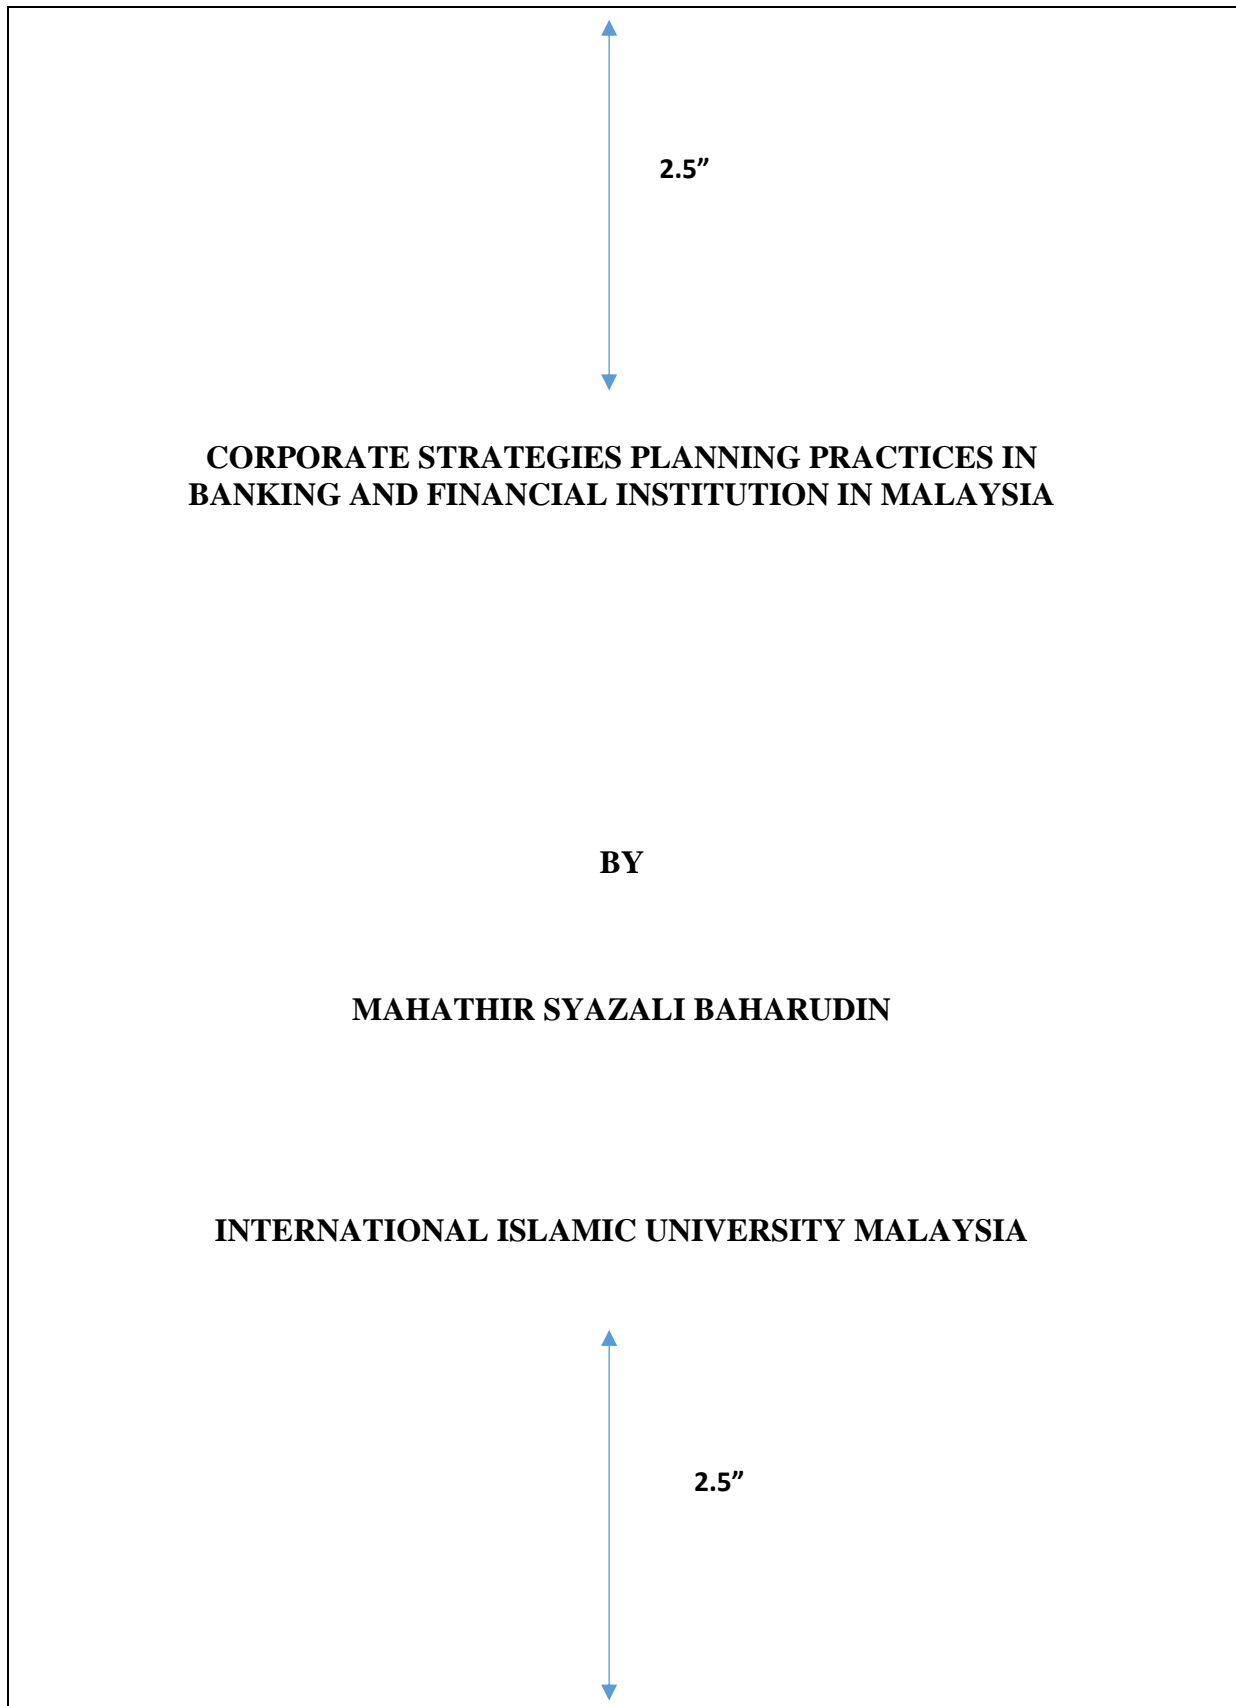 2.5”
CORPORATE STRATEGIES PLANNING PRACTICES IN
BANKING AND FINANCIAL INSTITUTION IN MALAYSIA
BY
MAHATHIR SYAZALI BAHARUDIN
INTERNATIONAL ISLAMIC UNIVERSITY MALAYSIA
2.5”